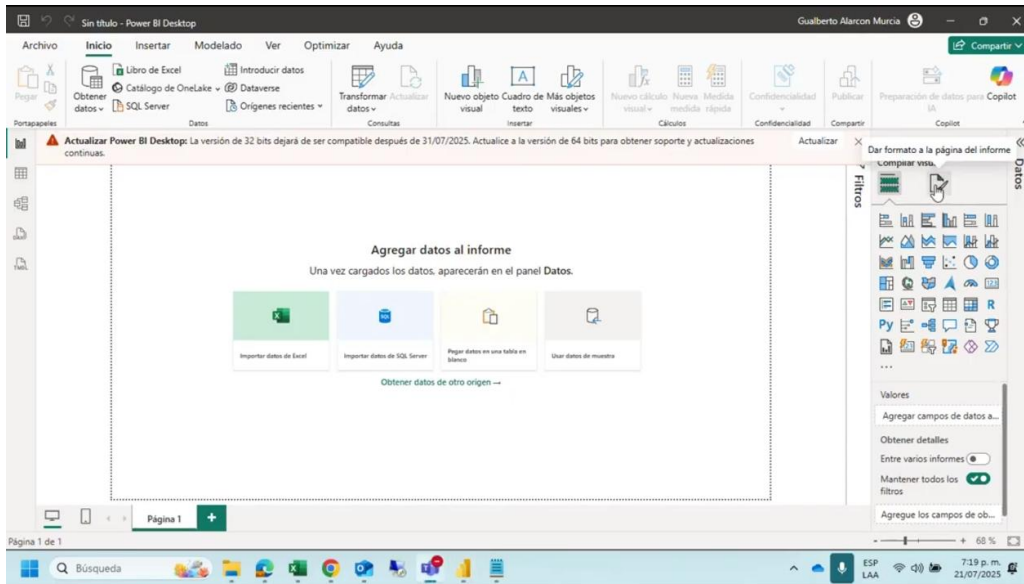 Sin título - Power BI Desktop
Gualberto Alarcon Murcia
Archivo Inicio Insertar Modelado Ver Optimizar Ayuda
Compartir
Pegar
Obtener datos
Libro de Excel
Catálogo de OneLake
SQL Server
Introducir datos
Dataverse
Orígenes recientes
Transformar datos
Actualizar
Nuevo objeto visual
Cuadro de texto
Más objetos visuales
Nuevo cálculo visual
Nueva medida
Medida rápida
Confidencialidad
Publicar
Preparación de datos para IA
Copilot
Portapapeles
Datos
Consultas
Insertar
Cálculos
Confidencialidad
Compartir
Copilot
Actualizar Power BI Desktop: La versión de 32 bits dejará de ser compatible después de 31/07/2025. Actualice a la versión de 64 bits para obtener soporte y actualizaciones
continuas.
Actualizar
Dar formato a la página del informe
Compilar visu...
Filtros
Datos
Agregar datos al informe
Una vez cargados los datos, aparecerán en el panel Datos.
Importar datos de Excel
Importar datos de SQL Server
Pegar datos en una tabla en
blanco
Usar datos de muestra
Obtener datos de otro origen →
SQL
R
Py
123
...
TMDL
Valores
Agregar campos de datos a...
Obtener detalles
Entre varios informes
Mantener todos los
filtros
Agregue los campos de ob...
Página 1
+
Página 1 de 1
- + 68 %
Búsqueda
ESP
LAA
7:19 p. m.
21/07/2025